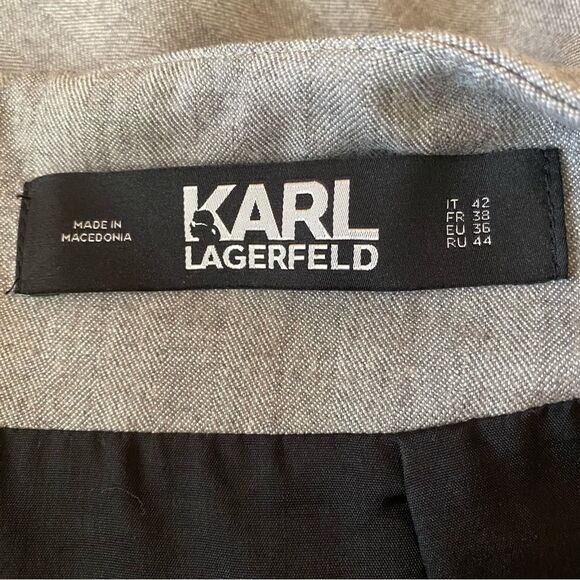 MADE IN
MACEDONIA
KARL
LAGERFELD
IT 42
FR 38
EU 36
RU 44